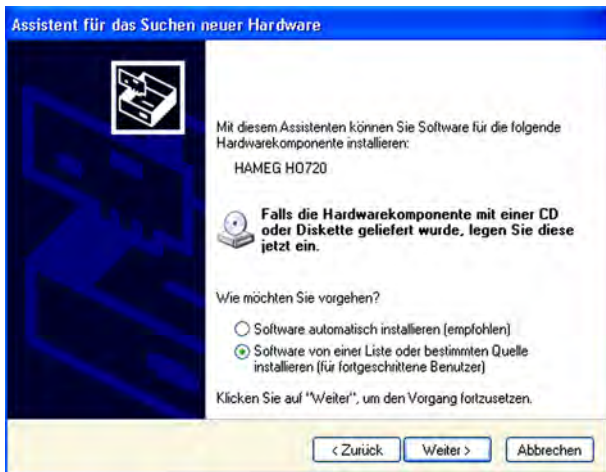 Assistent für das Suchen neuer Hardware
Mit diesem Assistenten können Sie Software für die folgende
Hardwarekomponente installieren:
HAMEG HO720
Falls die Hardwarekomponente mit einer CD
oder Diskette geliefert wurde, legen Sie diese
jetzt ein.
Wie möchten Sie vorgehen?
Software automatisch installieren (empfohlen)
Software von einer Liste oder bestimmten Quelle
installieren (für fortgeschrittene Benutzer)
Klicken Sie auf "Weiter", um den Vorgang fortzusetzen.
< Zurück Weiter > Abbrechen